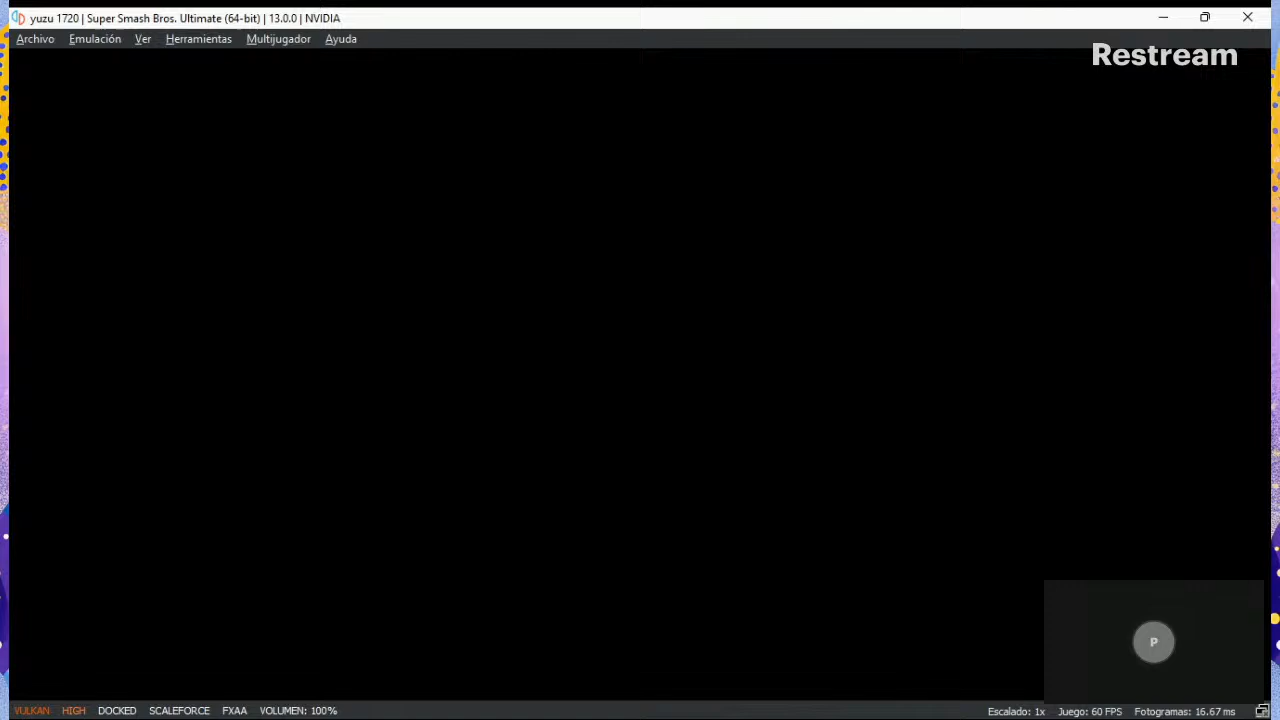 yuzu 1720 | Super Smash Bros. Ultimate (64-bit) | 13.0.0 | NVIDIA
Archivo Emulación Ver Herramientas Multijugador Ayuda
Restream
P
VULKAN HIGH DOCKED SCALEFORCE FXAA VOLUMEN: 100% Escalado: 1x Juego: 60 FPS Fotogramas: 16.67 ms